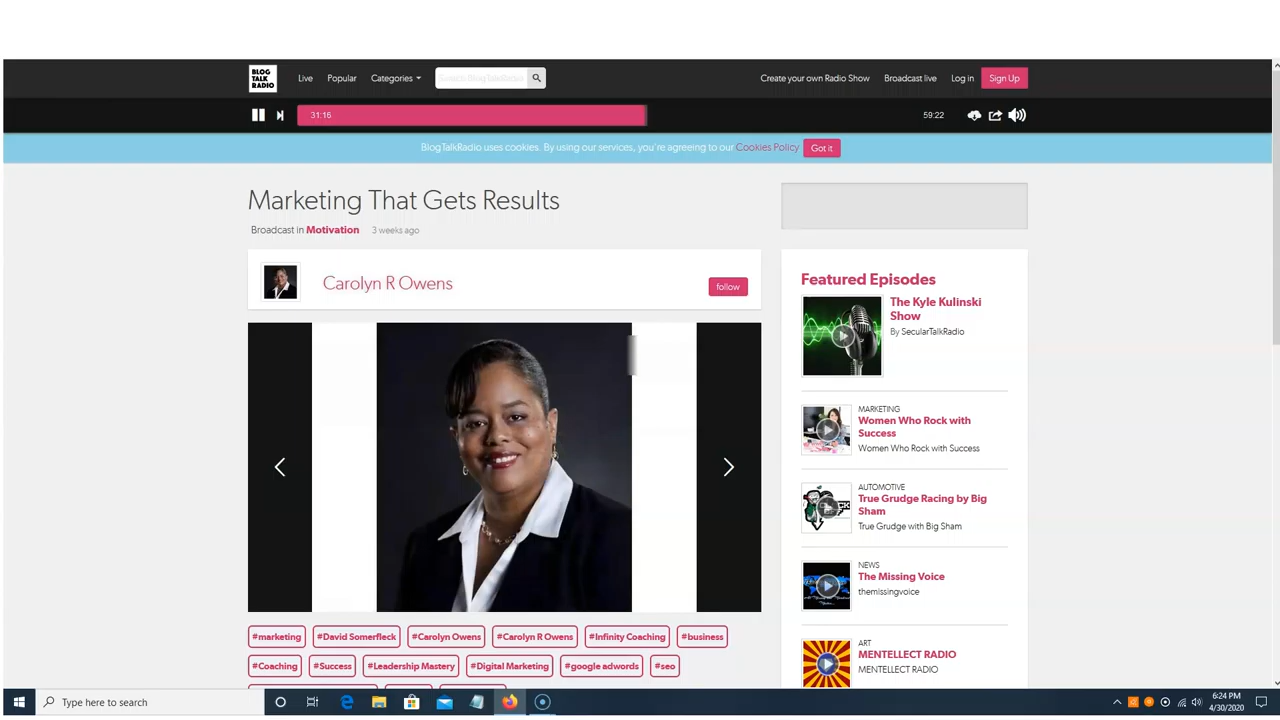 BLOG
TALK
RADIO
Live
Popular
Categories
Search BlogTalkRadio
Create your own Radio Show
Broadcast live
Log in
Sign Up
31:16
59:22
BlogTalkRadio uses cookies. By using our services, you're agreeing to our Cookies Policy
Got it
Marketing That Gets Results
Broadcast in Motivation 3 weeks ago
Carolyn R Owens
follow
#marketing #David Somerfleck #Carolyn Owens #Carolyn R Owens #Infinity Coaching #business
#Coaching #Success #Leadership Mastery #Digital Marketing #google adwords #seo
Featured Episodes
The Kyle Kulinski
Show
By SecularTalkRadio
MARKETING
Women Who Rock with
Success
Women Who Rock with Success
AUTOMOTIVE
True Grudge Racing by Big
Sham
True Grudge with Big Sham
NEWS
The Missing Voice
themissingvoice
ART
MENTELLECT RADIO
MENTELLECT RADIO
Type here to search
6:24 PM
4/30/2020